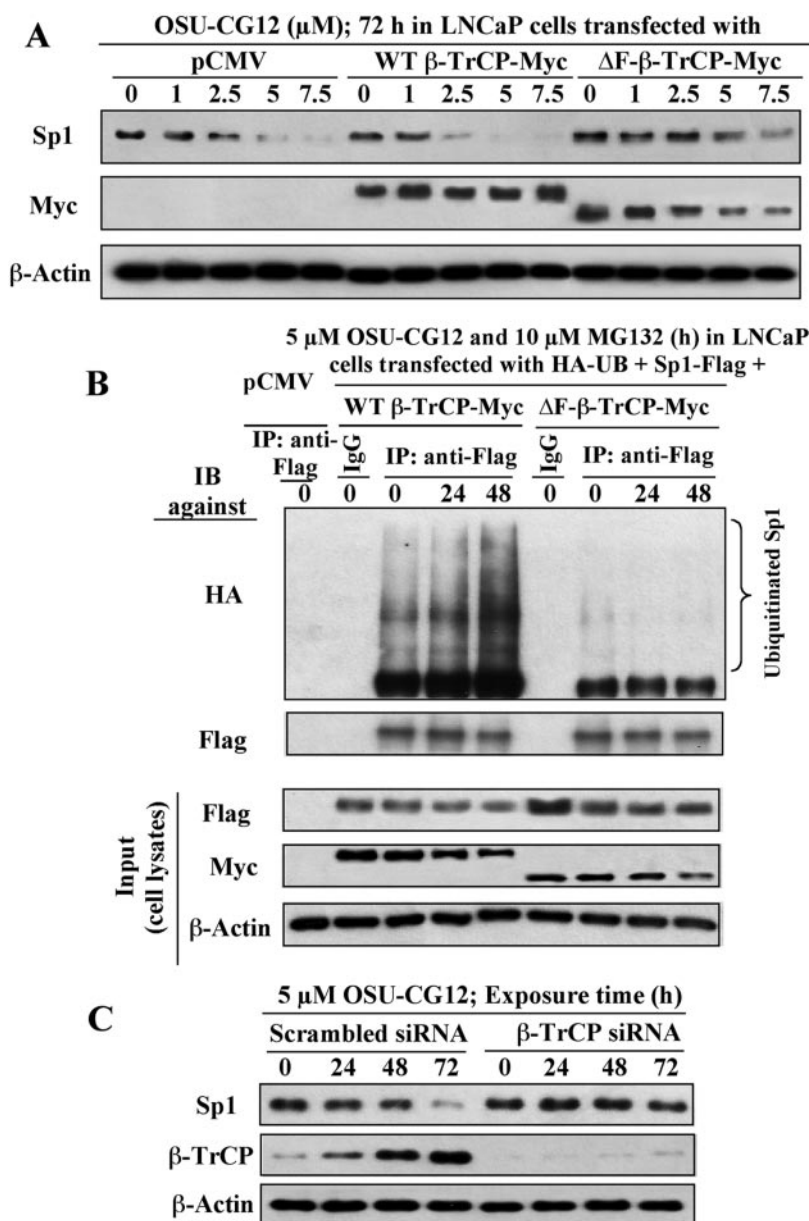 A
OSU-CG12 (μM); 72 h in LNCaP cells transfected with
pCMV WT β-TrCP-Myc ΔF-β-TrCP-Myc
0 1 2.5 5 7.5 0 1 2.5 5 7.5 0 1 2.5 5 7.5
Sp1
Myc
β-Actin
B
5 μM OSU-CG12 and 10 μM MG132 (h) in LNCaP
cells transfected with HA-UB + Sp1-Flag +
pCMV
WT β-TrCP-Myc ΔF-β-TrCP-Myc
IP: anti-
Flag
IgG
IP: anti-Flag
IgG
IP: anti-Flag
IB
against
0 0 0 24 48 0 0 24 48
HA
Ubiquitinated Sp1
Flag
Input
(cell lysates)
Flag
Myc
β-Actin
C
5 μM OSU-CG12; Exposure time (h)
Scrambled siRNA β-TrCP siRNA
0 24 48 72 0 24 48 72
Sp1
β-TrCP
β-Actin